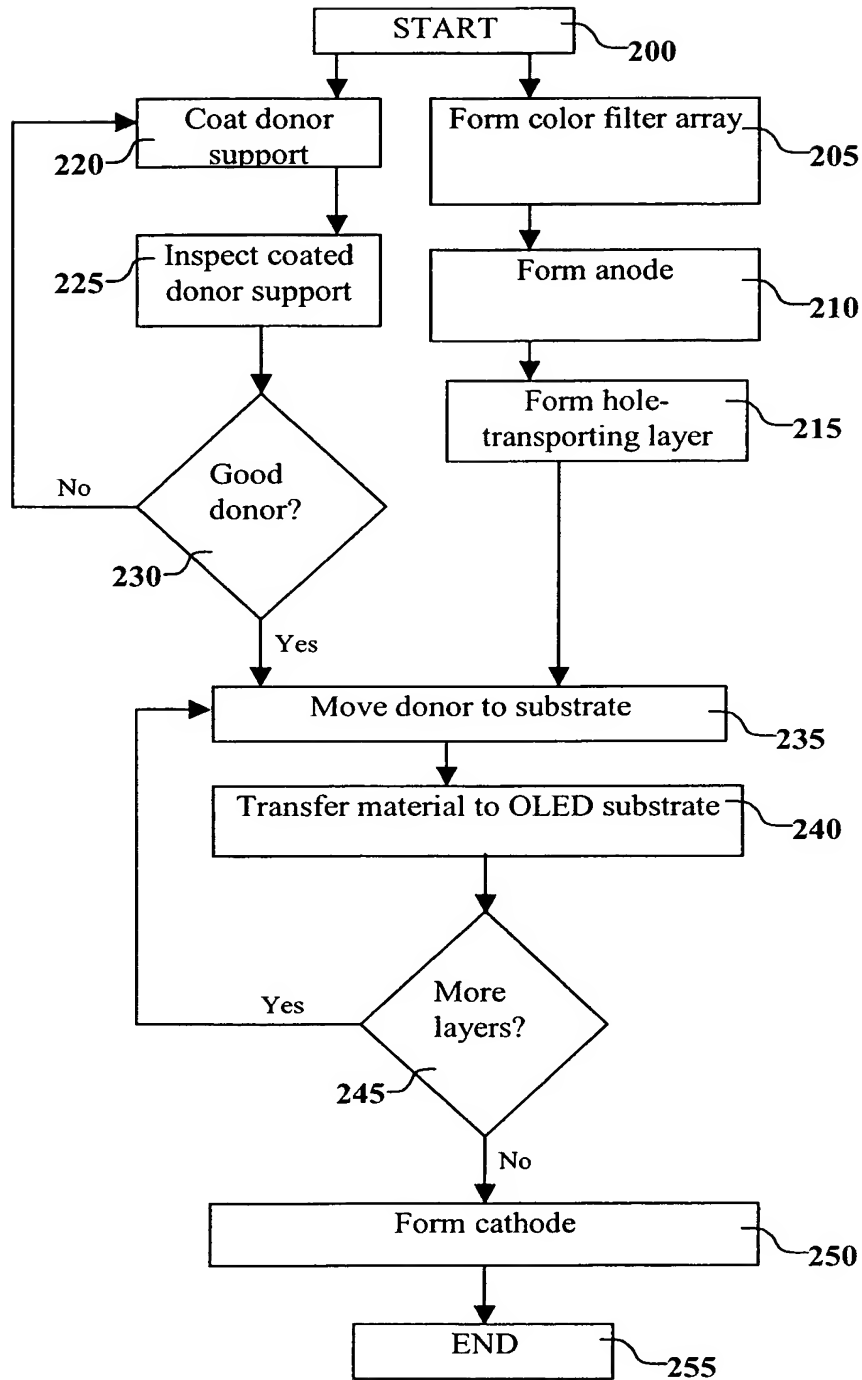 START
200
Coat donor
support
220
Form color filter array
205
Inspect coated
donor support
225
Form anode
210
Form hole-
transporting layer
215
Good
donor?
No
230
Yes
Move donor to substrate
235
Transfer material to OLED substrate
240
More
layers?
Yes
245
No
Form cathode
250
END
255